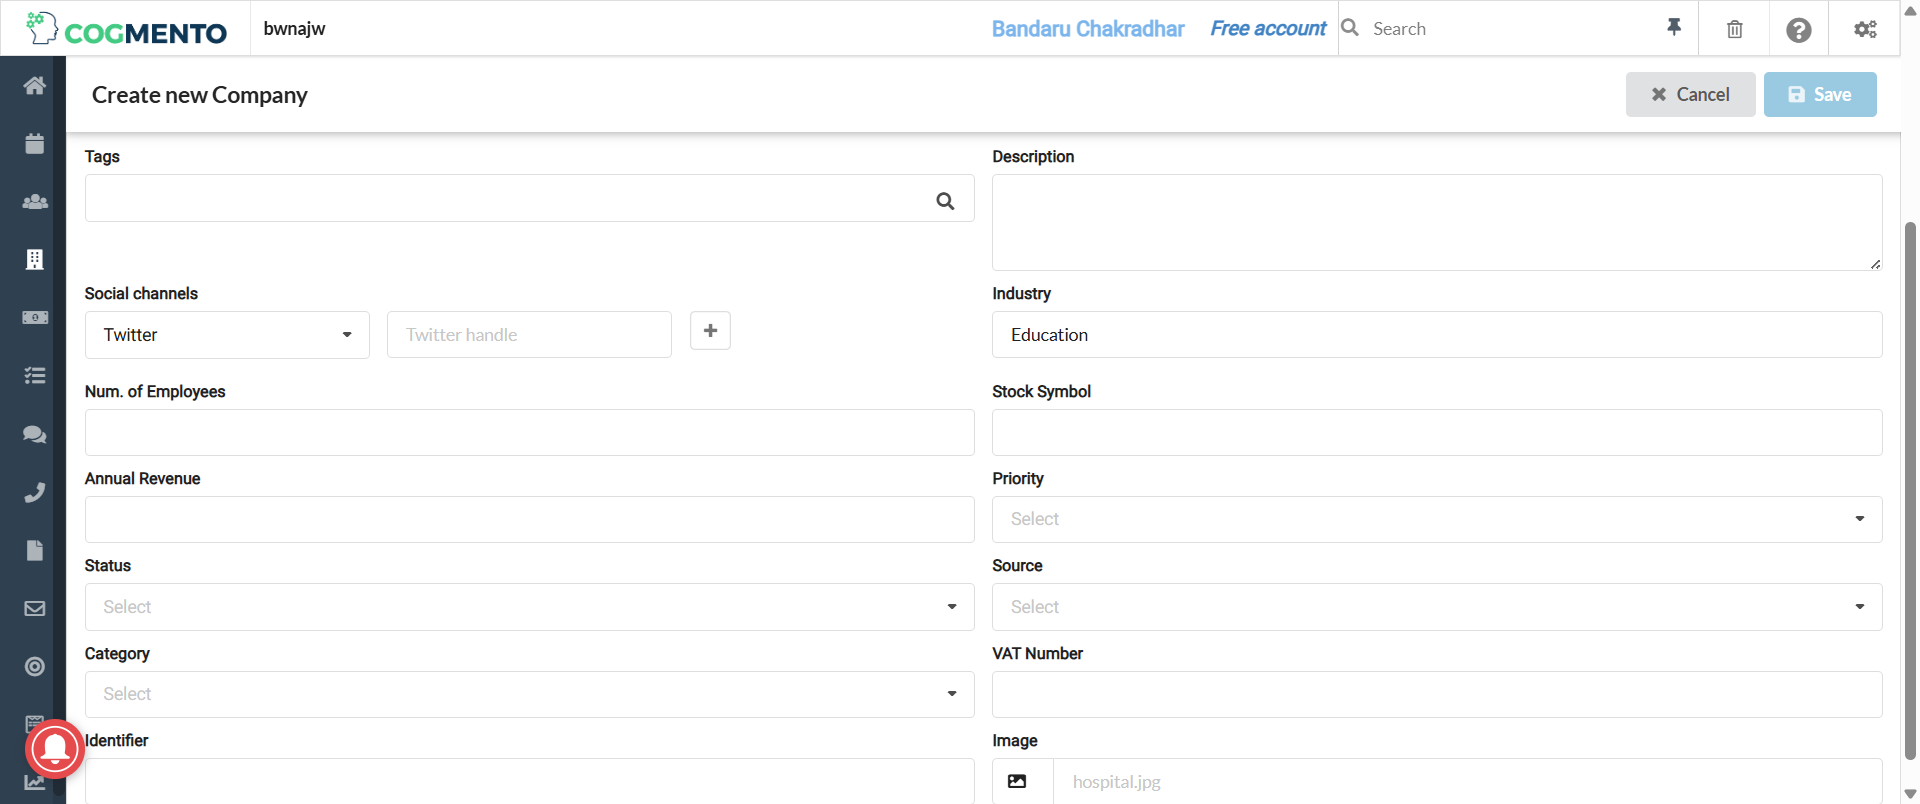 COGMENTO
bwnajw
Bandaru Chakradhar
Free account
Search
Create new Company
Cancel
Save
Tags
Description
Social channels
Industry
Twitter
Twitter handle
Education
Num. of Employees
Stock Symbol
Annual Revenue
Priority
Select
Status
Source
Select
Select
Category
VAT Number
Select
Identifier
Image
hospital.jpg